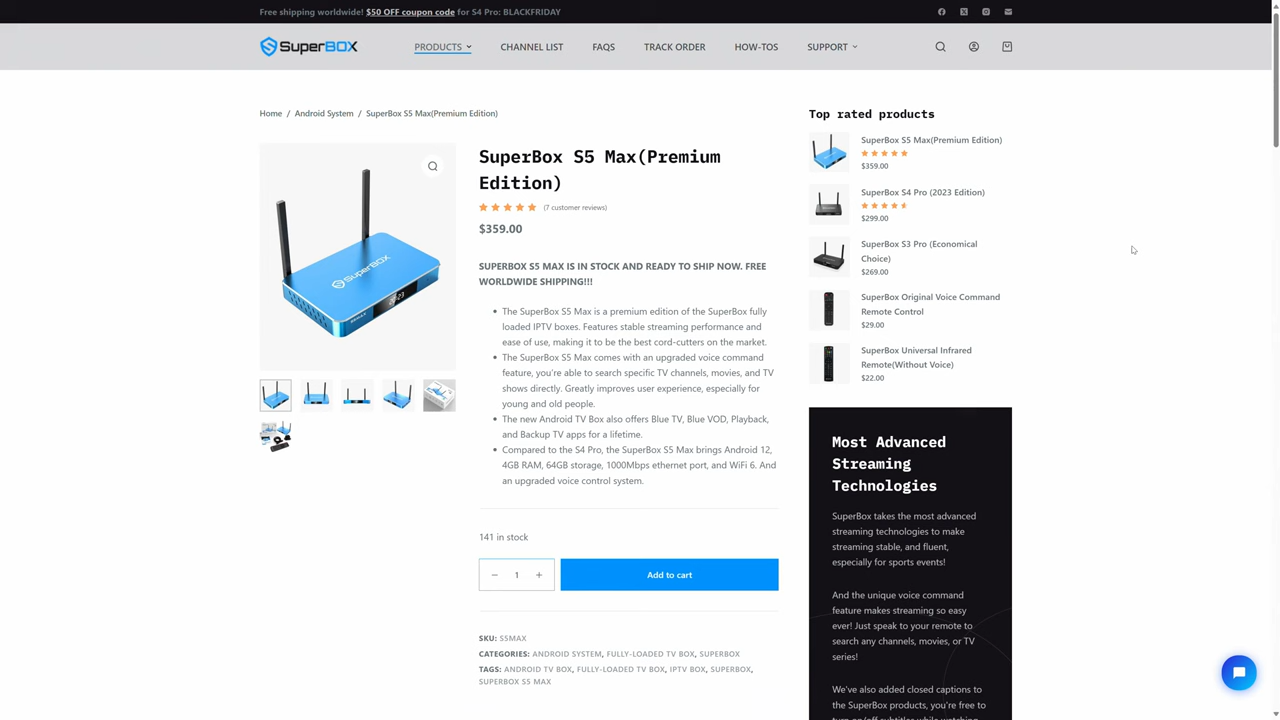 Free shipping worldwide! $50 OFF coupon code for S4 Pro: BLACKFRIDAY
SuperBOX
PRODUCTS
CHANNEL LIST
FAQS
TRACK ORDER
HOW-TOS
SUPPORT
Home / Android System / SuperBox S5 Max(Premium Edition)
SuperBox S5 Max(Premium
Edition)
(7 customer reviews)
$359.00
SUPERBOX S5 MAX IS IN STOCK AND READY TO SHIP NOW. FREE
WORLDWIDE SHIPPING!!!
The SuperBox S5 Max is a premium edition of the SuperBox fully
loaded IPTV boxes. Features stable streaming performance and
ease of use, making it to be the best cord-cutters on the market.
The SuperBox S5 Max comes with an upgraded voice command
feature, you're able to search specific TV channels, movies, and TV
shows directly. Greatly improves user experience, especially for
young and old people.
The new Android TV Box also offers Blue TV, Blue VOD, Playback,
and Backup TV apps for a lifetime.
Compared to the S4 Pro, the SuperBox S5 Max brings Android 12,
4GB RAM, 64GB storage, 1000Mbps ethernet port, and WiFi 6. And
an upgraded voice control system.
141 in stock
− 1 +
Add to cart
SKU: S5MAX
CATEGORIES: ANDROID SYSTEM, FULLY-LOADED TV BOX, SUPERBOX
TAGS: ANDROID TV BOX, FULLY-LOADED TV BOX, IPTV BOX, SUPERBOX,
SUPERBOX S5 MAX
Top rated products
SuperBox S5 Max(Premium Edition)
$359.00
SuperBox S4 Pro (2023 Edition)
$299.00
SuperBox S3 Pro (Economical
Choice)
$269.00
SuperBox Original Voice Command
Remote Control
$29.00
SuperBox Universal Infrared
Remote(Without Voice)
$22.00
Most Advanced
Streaming
Technologies
SuperBox takes the most advanced
streaming technologies to make
streaming stable, and fluent,
especially for sports events!
And the unique voice command
feature makes streaming so easy
ever! Just speak to your remote to
search any channels, movies, or TV
series!
We've also added closed captions to
the SuperBox products, you're free to
turn on/off subtitles while watching